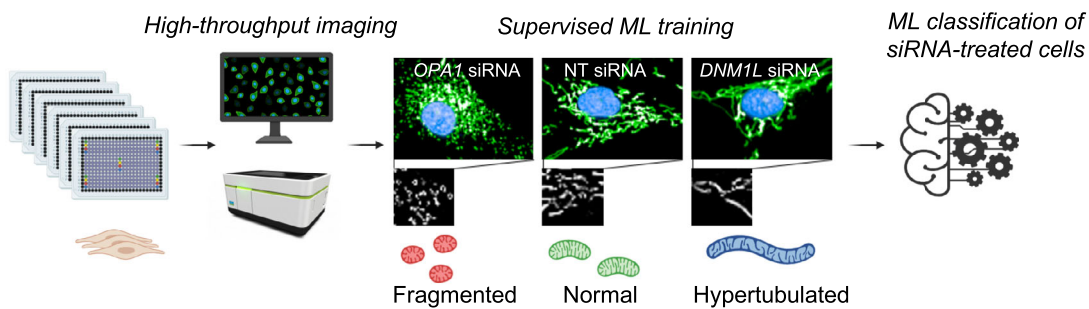 High-throughput imaging
Supervised ML training
ML classification of
siRNA-treated cells
OPA1 siRNA
NT siRNA
DNM1L siRNA
Fragmented
Normal
Hypertubulated